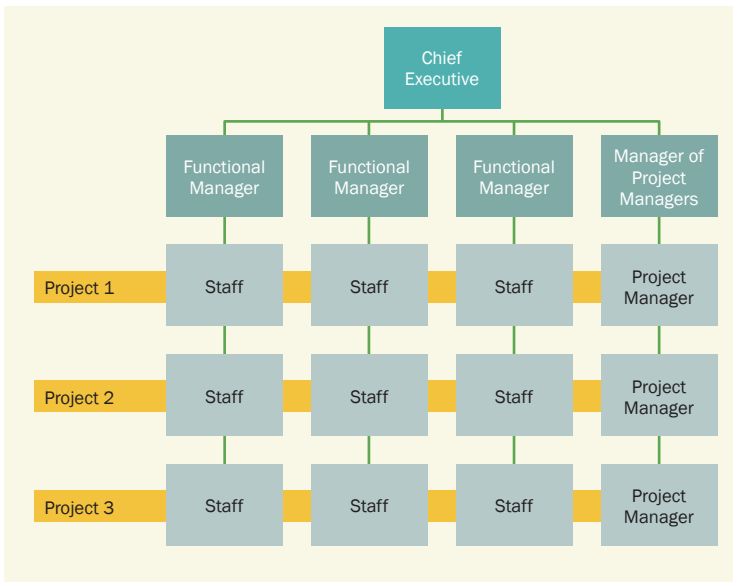 Chief
Executive
Functional
Manager
Functional
Manager
Functional
Manager
Manager of
Project
Managers
Project 1
Staff
Staff
Staff
Project
Manager
Project 2
Staff
Staff
Staff
Project
Manager
Project 3
Staff
Staff
Staff
Project
Manager